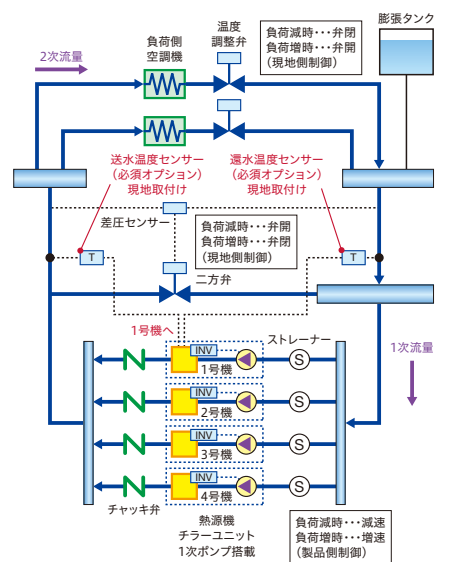 膨張タンク
負荷側
空調機
温度
調整弁
負荷減時・・・弁閉
負荷増時・・・弁開
(現地側制御)
2次流量
送水温度センサー
(必須オプション)
現地取付け
還水温度センサー
(必須オプション)
現地取付け
差圧センサー
負荷減時・・・弁開
負荷増時・・・弁閉
(現地側制御)
T
T
二方弁
1号機へ
ストレーナー
1次流量
INV
1号機
S
INV
2号機
S
INV
3号機
S
INV
4号機
S
チャッキ弁
熱源機
チラーユニット
1次ポンプ搭載
負荷減時・・・減速
負荷増時・・・増速
(製品側制御)